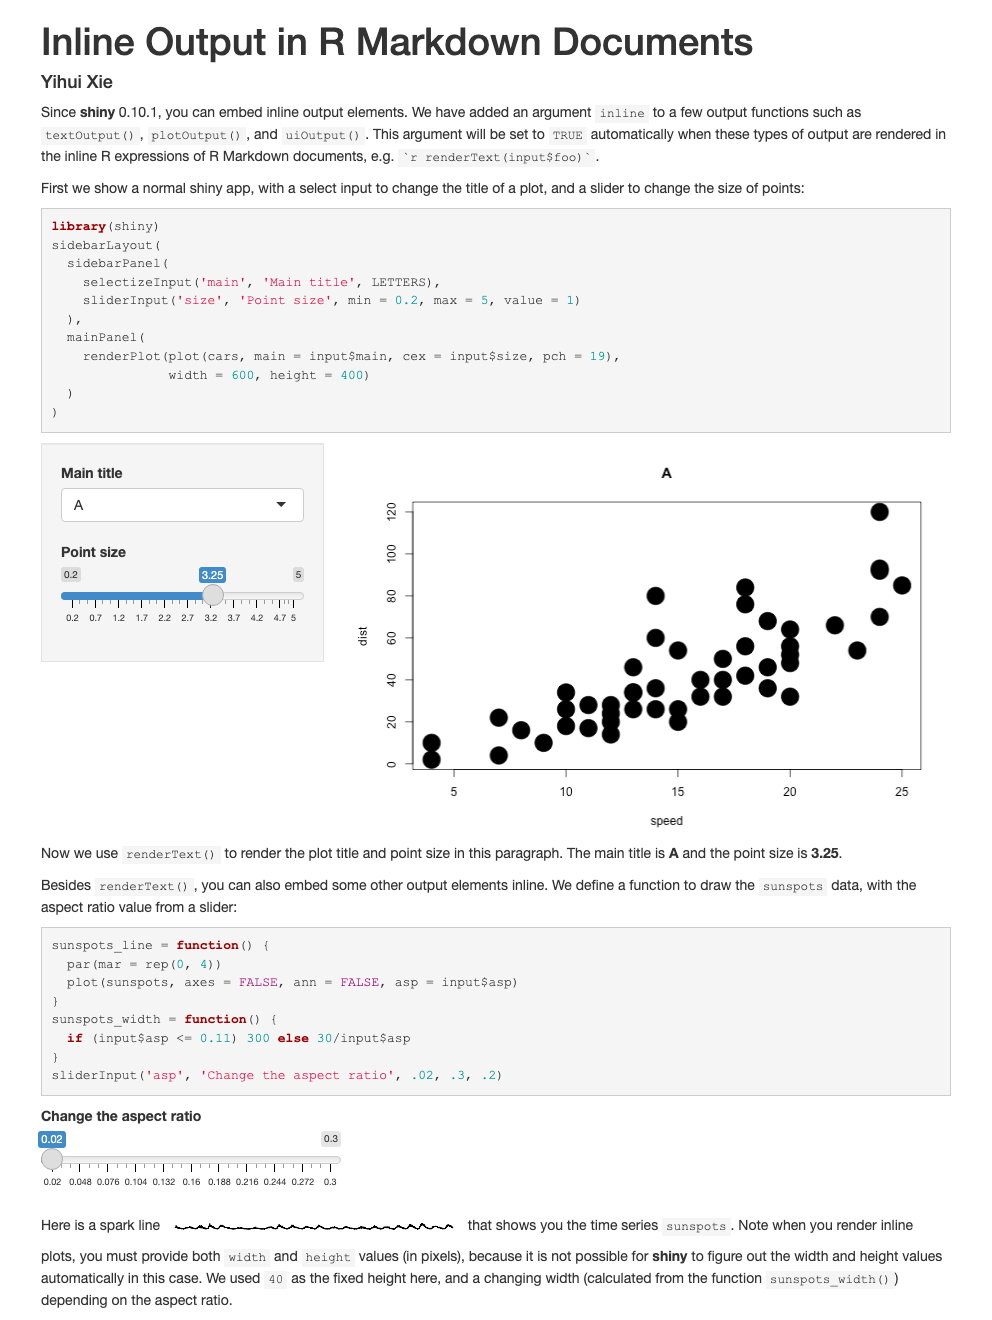 Inline Output in R Markdown Documents
Yihui Xie
Since shiny 0.10.1, you can embed inline output elements. We have added an argument inline to a few output functions such as
textOutput(), plotOutput(), and uiOutput(). This argument will be set to TRUE automatically when these types of output are rendered in
the inline R expressions of R Markdown documents, e.g. `r renderText(input$foo)`.
First we show a normal shiny app, with a select input to change the title of a plot, and a slider to change the size of points:
library(shiny)
sidebarLayout(
  sidebarPanel(
    selectizeInput('main', 'Main title', LETTERS),
    sliderInput('size', 'Point size', min = 0.2, max = 5, value = 1)
  ),
  mainPanel(
    renderPlot(plot(cars, main = input$main, cex = input$size, pch = 19),
               width = 600, height = 400)
  )
)
Main title
A
Point size
0.2 3.25 5
0.2 0.7 1.2 1.7 2.2 2.7 3.2 3.7 4.2 4.7 5
A
dist
120
100
80
60
40
20
0
5 10 15 20 25
speed
Now we use renderText() to render the plot title and point size in this paragraph. The main title is A and the point size is 3.25.
Besides renderText(), you can also embed some other output elements inline. We define a function to draw the sunspots data, with the
aspect ratio value from a slider:
sunspots_line = function() {
  par(mar = rep(0, 4))
  plot(sunspots, axes = FALSE, ann = FALSE, asp = input$asp)
}
sunspots_width = function() {
  if (input$asp <= 0.11) 300 else 30/input$asp
}
sliderInput('asp', 'Change the aspect ratio', .02, .3, .2)
Change the aspect ratio
0.02 0.3
0.02 0.048 0.076 0.104 0.132 0.16 0.188 0.216 0.244 0.272 0.3
Here is a spark line that shows you the time series sunspots. Note when you render inline
plots, you must provide both width and height values (in pixels), because it is not possible for shiny to figure out the width and height values
automatically in this case. We used 40 as the fixed height here, and a changing width (calculated from the function sunspots_width())
depending on the aspect ratio.